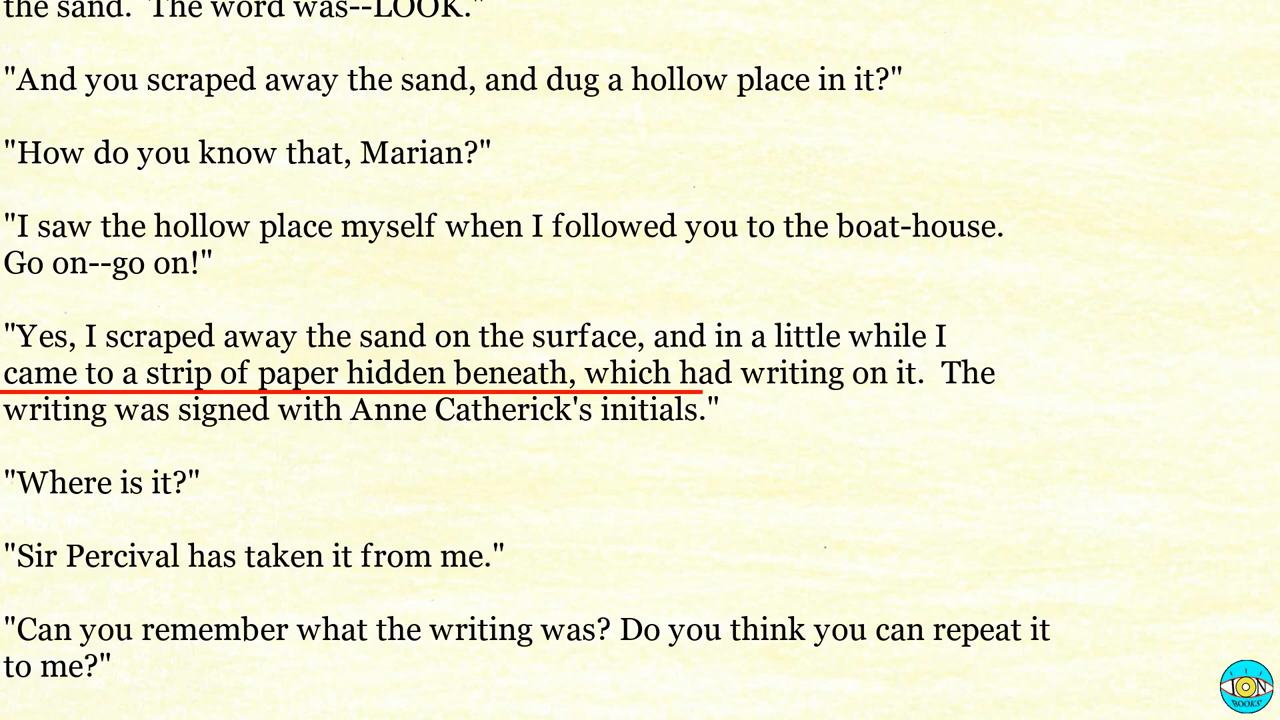 the sand.  The word was--LOOK."
"And you scraped away the sand, and dug a hollow place in it?"
"How do you know that, Marian?"
"I saw the hollow place myself when I followed you to the boat-house.
Go on--go on!"
"Yes, I scraped away the sand on the surface, and in a little while I
came to a strip of paper hidden beneath, which had writing on it.  The
writing was signed with Anne Catherick's initials."
"Where is it?"
"Sir Percival has taken it from me."
"Can you remember what the writing was? Do you think you can repeat it
to me?"
ION
BOOKS